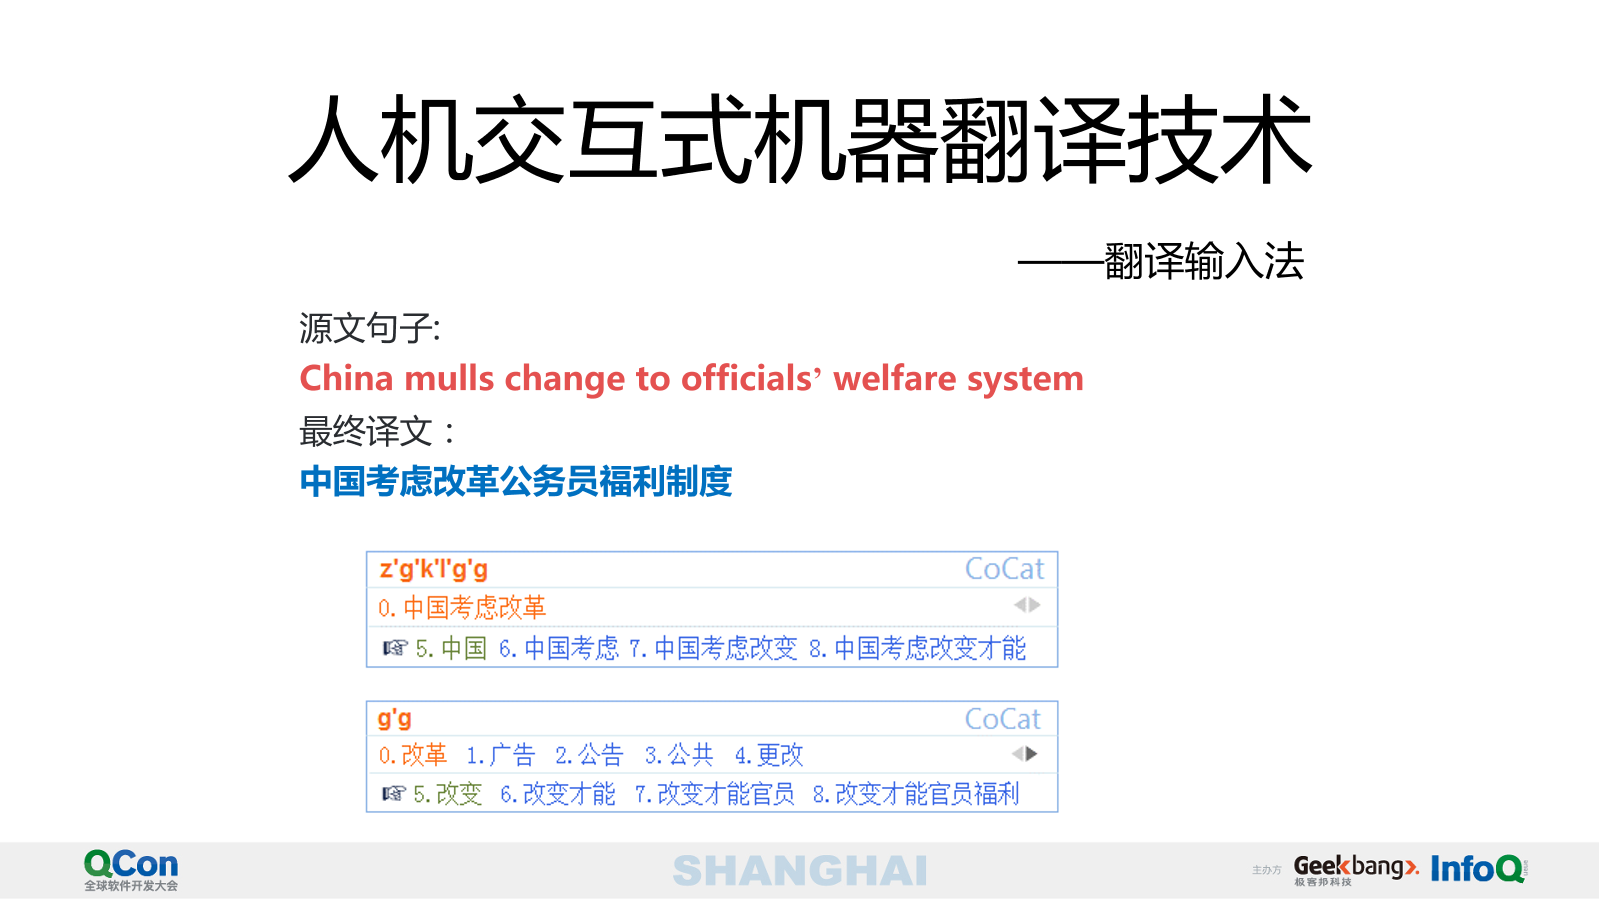 人机交互式机器翻译技术
——翻译输入法
源文句子:
China mulls change to officials’ welfare system
最终译文：
中国考虑改革公务员福利制度
z'g'k'l'g'g CoCat
0.中国考虑改革
5.中国 6.中国考虑 7.中国考虑改变 8.中国考虑改变才能
g'g CoCat
0.改革 1.广告 2.公告 3.公共 4.更改
5.改变 6.改变才能 7.改变才能官员 8.改变才能官员福利
QCon
全球软件开发大会
SHANGHAI
主办方 Geekbang>. InfoQ
极客邦科技